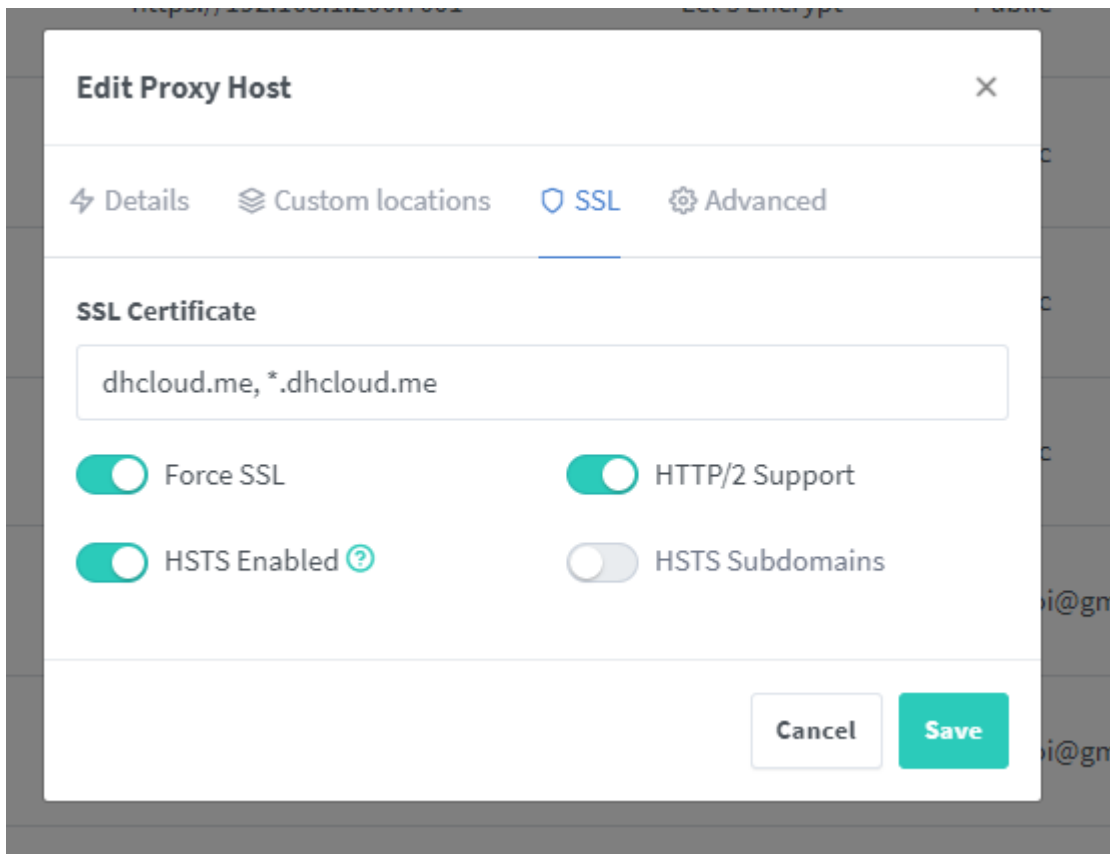 Edit Proxy Host
Details Custom locations SSL Advanced
SSL Certificate
dhcloud.me, *.dhcloud.me
Force SSL HTTP/2 Support
HSTS Enabled HSTS Subdomains
Cancel Save